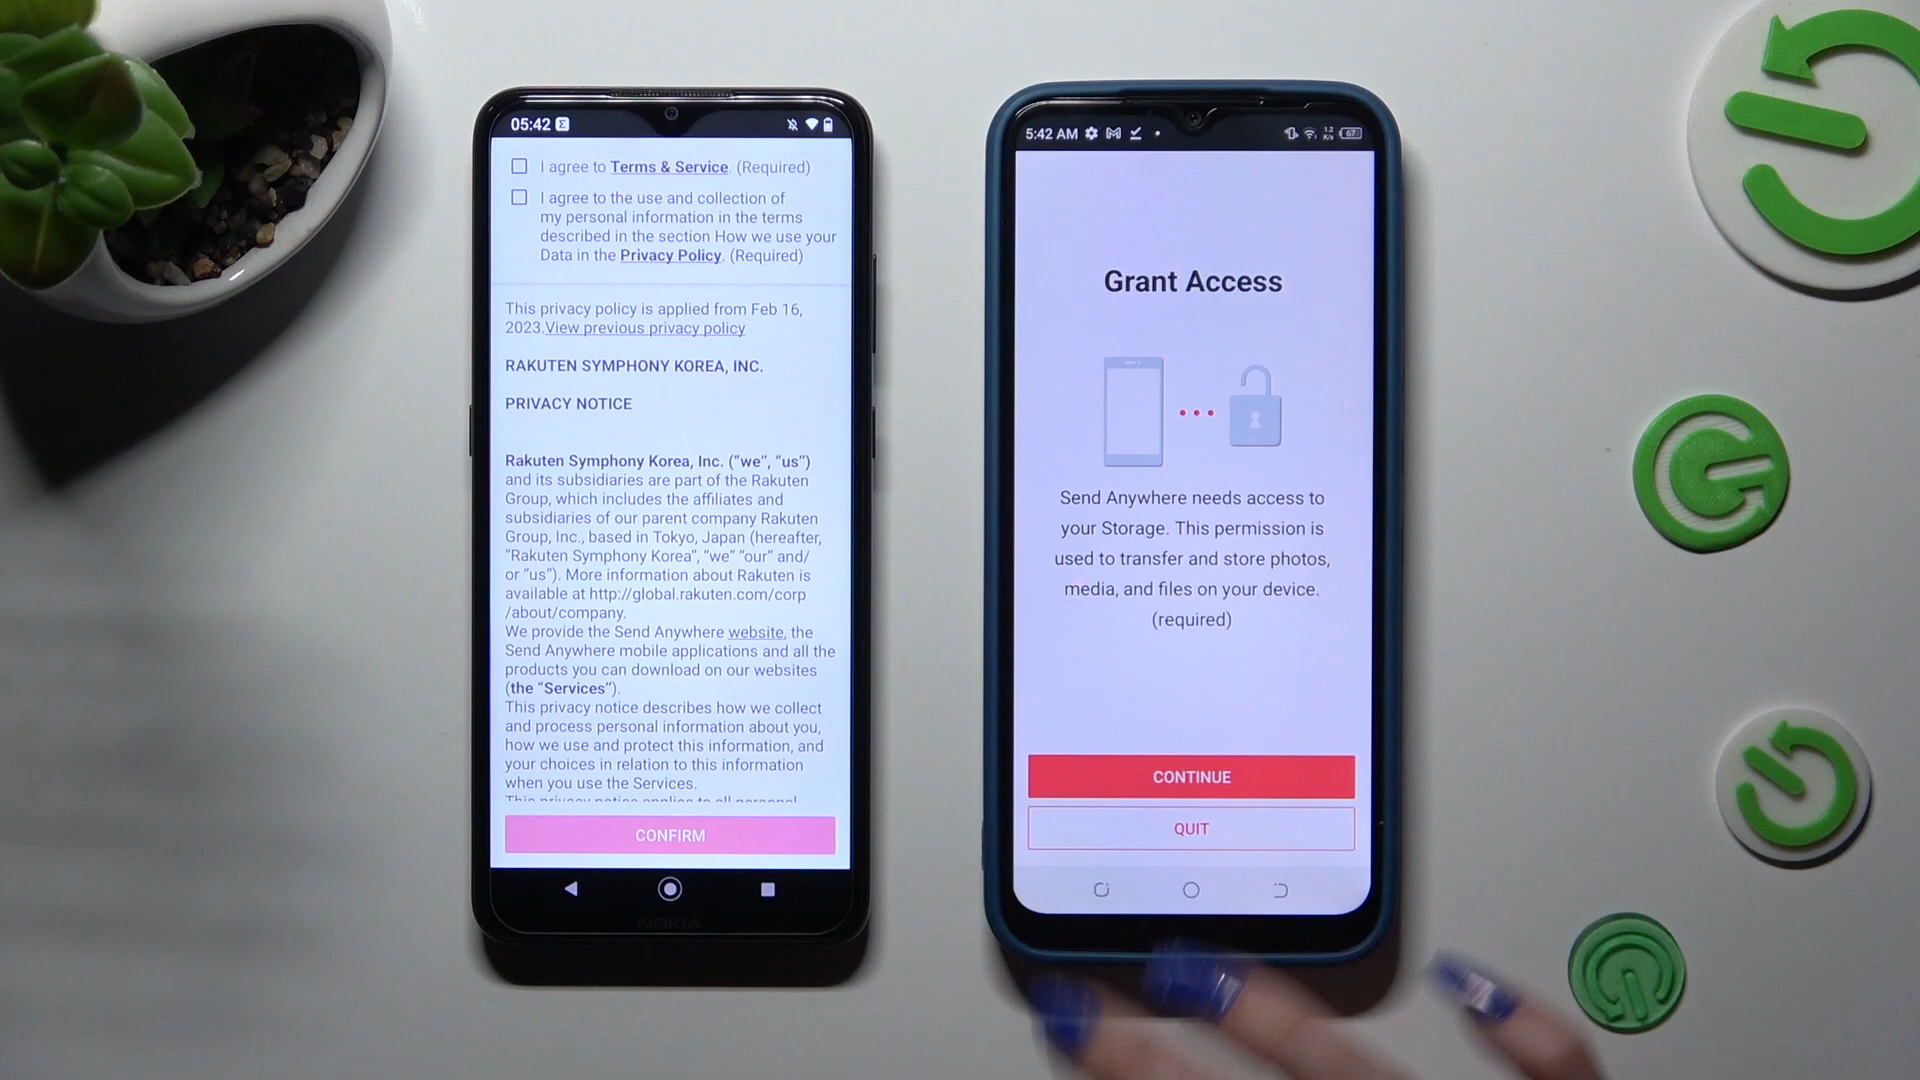 05:42
I agree to Terms & Service. (Required)
I agree to the use and collection of
my personal information in the terms
described in the section How we use your
Data in the Privacy Policy. (Required)
This privacy policy is applied from Feb 16,
2023.View previous privacy policy
RAKUTEN SYMPHONY KOREA, INC.
PRIVACY NOTICE
Rakuten Symphony Korea, Inc. (“we”, “us”)
and its subsidiaries are part of the Rakuten
Group, which includes the affiliates and
subsidiaries of our parent company Rakuten
Group, Inc., based in Tokyo, Japan (hereafter,
“Rakuten Symphony Korea”, “we” “our” and/
or “us”). More information about Rakuten is
available at http://global.rakuten.com/corp
/about/company.
We provide the Send Anywhere website, the
Send Anywhere mobile applications and all the
products you can download on our websites
(the “Services”).
This privacy notice describes how we collect
and process personal information about you,
how we use and protect this information, and
your choices in relation to this information
when you use the Services.
This privacy notice applies to all personal
CONFIRM
NOKIA
5:42 AM
67
Grant Access
Send Anywhere needs access to
your Storage. This permission is
used to transfer and store photos,
media, and files on your device.
(required)
CONTINUE
QUIT